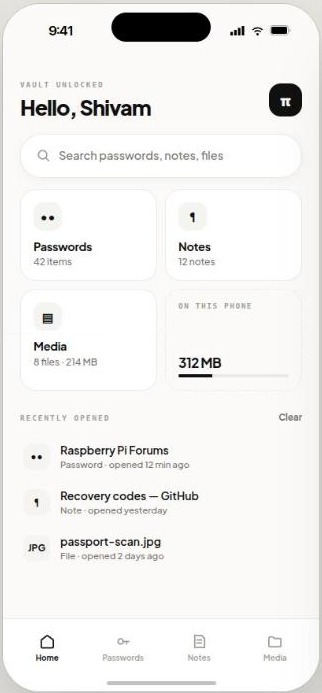 9:41
VAULT UNLOCKED
Hello, Shivam
π
Search passwords, notes, files
Passwords
42 items
¶
Notes
12 notes
Media
8 files · 214 MB
ON THIS PHONE
312 MB
RECENTLY OPENED
Clear
Raspberry Pi Forums
Password · opened 12 min ago
¶
Recovery codes — GitHub
Note · opened yesterday
JPG
passport-scan.jpg
File · opened 2 days ago
Home
Passwords
Notes
Media